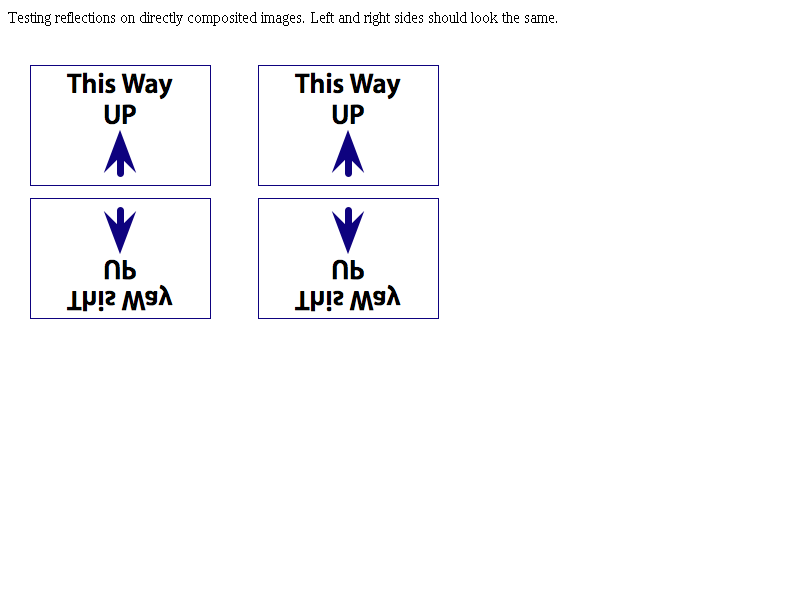 Testing reflections on directly composited images. Left and right sides should look the same.
This Way
UP
This Way
UP
UP
This Way
UP
This Way